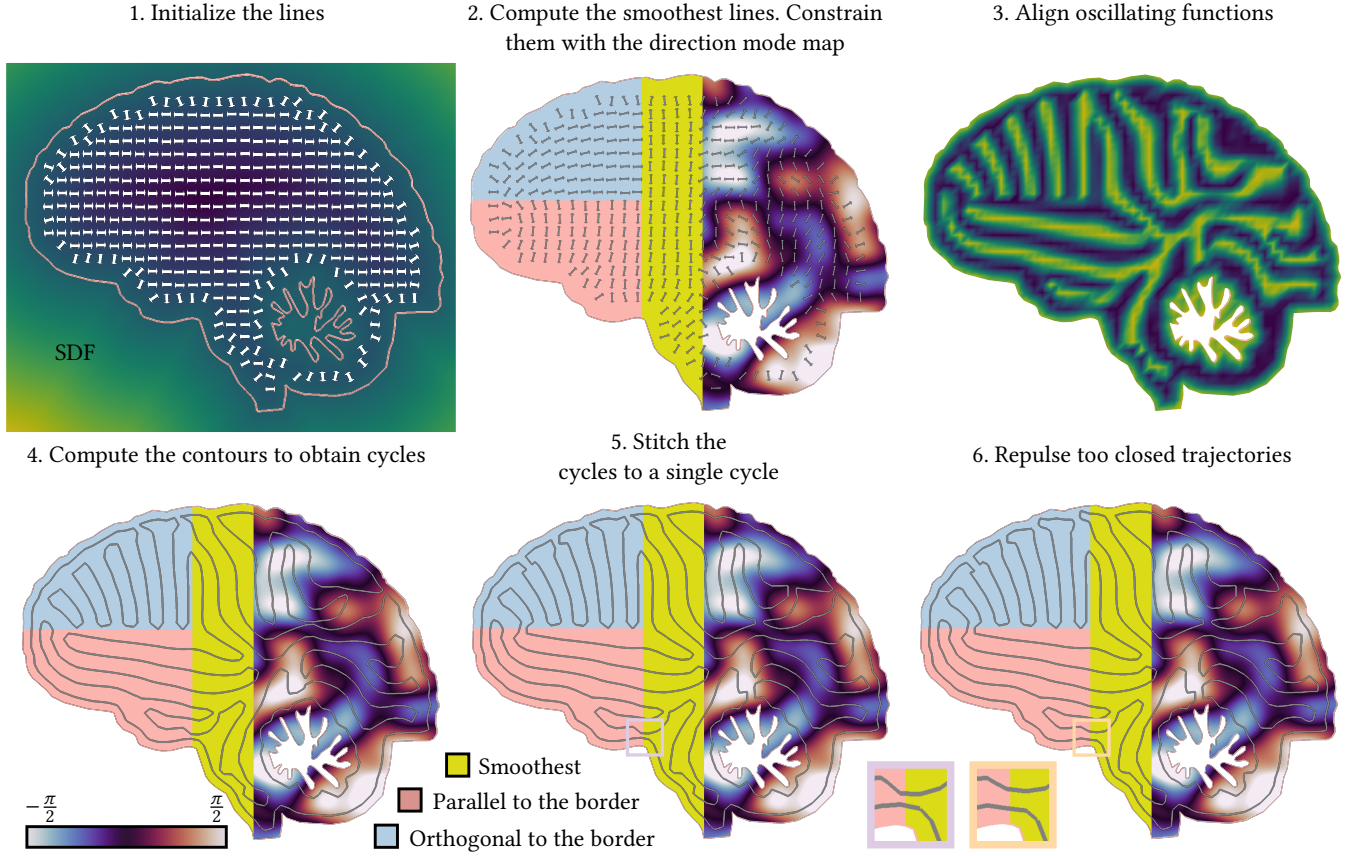 1. Initialize the lines
2. Compute the smoothest lines. Constrain
them with the direction mode map
3. Align oscillating functions
SDF
4. Compute the contours to obtain cycles
5. Stitch the
cycles to a single cycle
6. Repulse too closed trajectories
Smoothest
Parallel to the border
Orthogonal to the border
−π/2
π/2